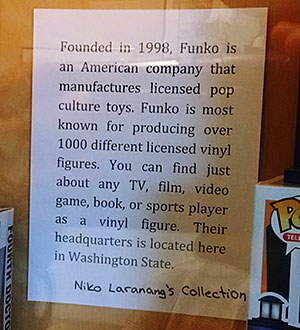 Founded in 1998, Funko is
an American company that
manufactures licensed pop
culture toys. Funko is most
known for producing over
1000 different licensed vinyl
figures. You can find just
about any TV, film, video
game, book, or sports player
as a vinyl figure. Their
headquarters is located here
in Washington State.
Niko Laranang's Collection